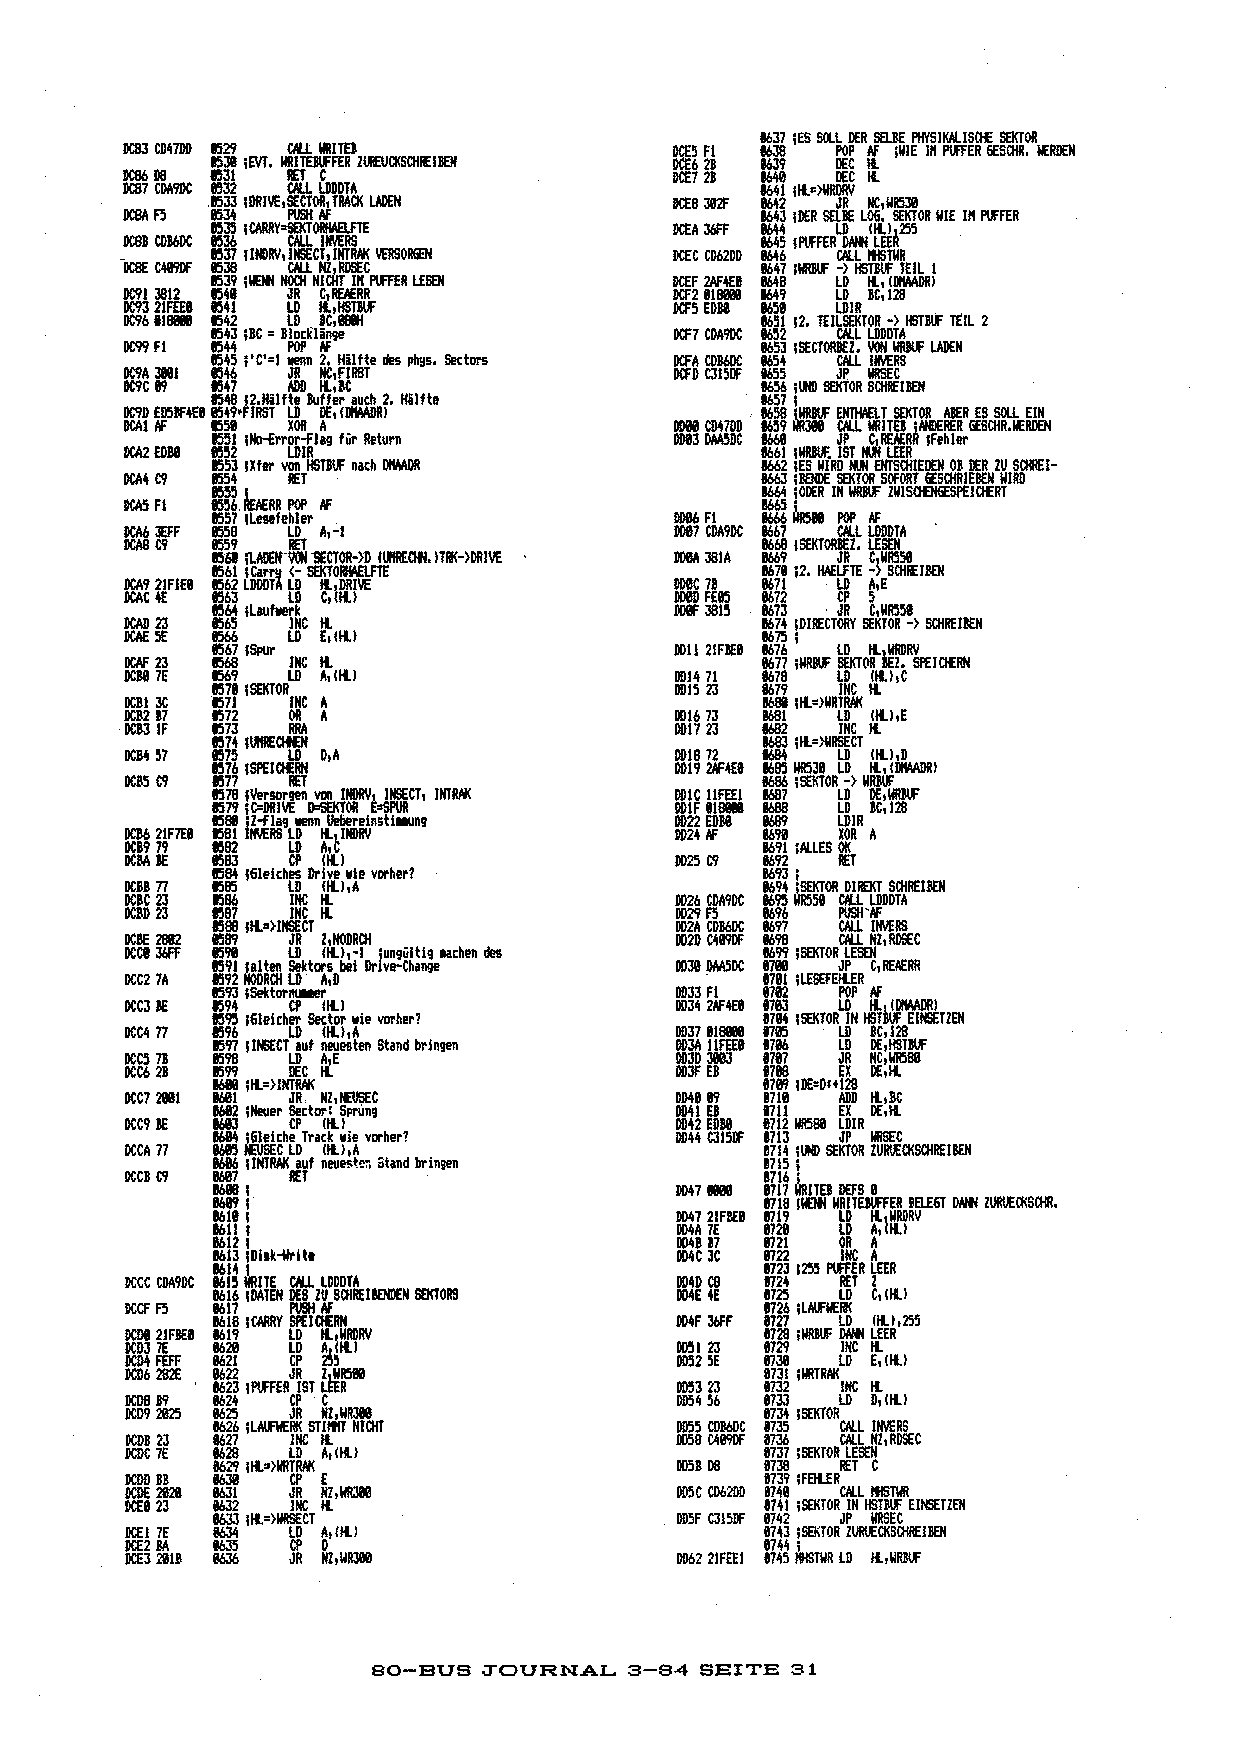 DC83 CD47DD 0529 CALL WRITEB
0530 ;EVT. WRITEBUFFER ZUREUCKSCHREIBEN
DC86 D8 0531 RET C
DC87 CDA9DC 0532 CALL LDDDTA
0533 ;DRIVE,SECTOR,TRACK LADEN
DC8A F5 0534 PUSH AF
0535 ;CARRY=SEKTORHAELFTE
DC8B CDB6DC 0536 CALL INVERS
0537 ;INDRV,INSECT,INTRAK VERSORGEN
DC8E C409DF 0538 CALL NZ,RDSEC
0539 ;WENN NOCH NICHT IM PUFFER LESEN
DC91 3812 0540 JR C,REAERR
DC93 21FEE0 0541 LD HL,HSTBUF
DC96 018000 0542 LD BC,080H
0543 ;BC = Blocklänge
DC99 F1 0544 POP AF
0545 ;'C'=1 wenn 2. Hälfte des phys. Sectors
DC9A 3001 0546 JR NC,FIRST
DC9C 09 0547 ADD HL,BC
0548 ;2.Hälfte Buffer auch 2. Hälfte
DC9D ED5BF4E0 0549*FIRST LD DE,(DMAADR)
DCA1 AF 0550 XOR A
0551 ;No-Error-Flag für Return
DCA2 EDB0 0552 LDIR
0553 ;Xfer von HSTBUF nach DMAADR
DCA4 C9 0554 RET
0555 ;
DCA5 F1 0556 REAERR POP AF
0557 ;Lesefehler
DCA6 3EFF 0558 LD A,-1
DCA8 C9 0559 RET
0560 ;LADEN VON SECTOR->D (UMRECHN.)TRK->DRIVE
0561 ;Carry <- SEKTORHAELFTE
DCA9 21F1E0 0562 LDDDTA LD HL,DRIVE
DCAC 4E 0563 LD C,(HL)
0564 ;Laufwerk
DCAD 23 0565 INC HL
DCAE 5E 0566 LD E,(HL)
0567 ;Spur
DCAF 23 0568 INC HL
DCB0 7E 0569 LD A,(HL)
0570 ;SEKTOR
DCB1 3C 0571 INC A
DCB2 B7 0572 OR A
DCB3 1F 0573 RRA
0574 ;UMRECHNEN
DCB4 57 0575 LD D,A
0576 ;SPEICHERN
DCB5 C9 0577 RET
0578 ;Versorgen von INDRV, INSECT, INTRAK
0579 ;C=DRIVE D=SEKTOR E=SPUR
0580 ;Z-flag wenn Uebereinstimmung
DCB6 21F7E0 0581 INVERS LD HL,INDRV
DCB9 79 0582 LD A,C
DCBA BE 0583 CP (HL)
0584 ;Gleiches Drive wie vorher?
DCBB 77 0585 LD (HL),A
DCBC 23 0586 INC HL
DCBD 23 0587 INC HL
0588 ;HL=>INSECT
DCBE 2802 0589 JR Z,NODRCH
DCC0 36FF 0590 LD (HL),-1 ;ungültig machen des
0591 ;alten Sektors bei Drive-Change
DCC2 7A 0592 NODRCH LD A,D
0593 ;Sektornummer
DCC3 BE 0594 CP (HL)
0595 ;Gleicher Sector wie vorher?
DCC4 77 0596 LD (HL),A
0597 ;INSECT auf neuesten Stand bringen
DCC5 7B 0598 LD A,E
DCC6 2B 0599 DEC HL
0600 ;HL=>INTRAK
DCC7 2001 0601 JR NZ,NEUSEC
0602 ;Neuer Sector: Sprung
DCC9 BE 0603 CP (HL)
0604 ;Gleiche Track wie vorher?
DCCA 77 0605 NEUSEC LD (HL),A
0606 ;INTRAK auf neuesten Stand bringen
DCCB C9 0607 RET
0608 ;
0609 ;
0610 ;
0611 ;
0612 ;
0613 ;Disk-Write
0614 ;
DCCC CDA9DC 0615 WRITE CALL LDDDTA
0616 ;DATEN DES ZU SCHREIBENDEN SEKTORS
DCCF F5 0617 PUSH AF
0618 ;CARRY SPEICHERN
DCD0 21FBE0 0619 LD HL,WRDRV
DCD3 7E 0620 LD A,(HL)
DCD4 FEFF 0621 CP 255
DCD6 282E 0622 JR Z,WR500
0623 ;PUFFER IST LEER
DCD8 B9 0624 CP C
DCD9 2025 0625 JR NZ,WR300
0626 ;LAUFWERK STIMMT NICHT
DCDB 23 0627 INC HL
DCDC 7E 0628 LD A,(HL)
0629 ;HL=>WRTRAK
DCDD BB 0630 CP E
DCDE 2020 0631 JR NZ,WR300
DCE0 23 0632 INC HL
0633 ;HL=>WRSECT
DCE1 7E 0634 LD A,(HL)
DCE2 BA 0635 CP D
DCE3 201B 0636 JR NZ,WR300
0637 ;ES SOLL DER SELBE PHYSIKALISCHE SEKTOR
DCE5 F1 0638 POP AF ;WIE IM PUFFER GESCHR. WERDEN
DCE6 2B 0639 DEC HL
DCE7 2B 0640 DEC HL
0641 ;HL=>WRDRV
DCE8 302F 0642 JR NC,WR530
0643 ;DER SELBE LOG. SEKTOR WIE IM PUFFER
DCEA 36FF 0644 LD (HL),255
0645 ;PUFFER DANN LEER
DCEC CD62DD 0646 CALL MHSTWR
0647 ;WRBUF -> HSTBUF TEIL 1
DCEF 2AF4E0 0648 LD HL,(DMAADR)
DCF2 018000 0649 LD BC,128
DCF5 EDB0 0650 LDIR
0651 ;2. TEILSEKTOR -> HSTBUF TEIL 2
DCF7 CDA9DC 0652 CALL LDDDTA
0653 ;SECTORBEZ. VON WRBUF LADEN
DCFA CDB6DC 0654 CALL INVERS
DCFD C315DF 0655 JP WRSEC
0656 ;UND SEKTOR SCHREIBEN
0657 ;
0658 ;WRBUF ENTHAELT SEKTOR ABER ES SOLL EIN
DD00 CD47DD 0659 WR300 CALL WRITEB ;ANDERER GESCHR.WERDEN
DD03 DAA5DC 0660 JP C,REAERR ;Fehler
0661 ;WRBUF IST NUN LEER
0662 ;ES WIRD NUN ENTSCHIEDEN OB DER ZU SCHREI-
0663 ;BENDE SEKTOR SOFORT GESCHRIEBEN WIRD
0664 ;ODER IN WRBUF ZWISCHENGESPEICHERT
0665 ;
DD06 F1 0666 WR500 POP AF
DD07 CDA9DC 0667 CALL LDDDTA
0668 ;SEKTORBEZ. LESEN
DD0A 381A 0669 JR C,WR550
0670 ;2. HAELFTE -> SCHREIBEN
DD0C 7B 0671 LD A,E
DD0D FE05 0672 CP 5
DD0F 3815 0673 JR C,WR550
0674 ;DIRECTORY SEKTOR -> SCHREIBEN
0675 ;
DD11 21FBE0 0676 LD HL,WRDRV
0677 ;WRBUF SEKTOR BEZ. SPEICHERN
DD14 71 0678 LD (HL),C
DD15 23 0679 INC HL
0680 ;HL=>WRTRAK
DD16 73 0681 LD (HL),E
DD17 23 0682 INC HL
0683 ;HL=>WRSECT
DD18 72 0684 LD (HL),D
DD19 2AF4E0 0685 WR530 LD HL,(DMAADR)
0686 ;SEKTOR -> WRBUF
DD1C 11FEE1 0687 LD DE,WRBUF
DD1F 018000 0688 LD BC,128
DD22 EDB0 0689 LDIR
DD24 AF 0690 XOR A
0691 ;ALLES OK
DD25 C9 0692 RET
0693 ;
0694 ;SEKTOR DIREKT SCHREIBEN
DD26 CDA9DC 0695 WR550 CALL LDDDTA
DD29 F5 0696 PUSH AF
DD2A CDB6DC 0697 CALL INVERS
DD2D C409DF 0698 CALL NZ,RDSEC
0699 ;SEKTOR LESEN
DD30 DAA5DC 0700 JP C,REAERR
0701 ;LESEFEHLER
DD33 F1 0702 POP AF
DD34 2AF4E0 0703 LD HL,(DMAADR)
0704 ;SEKTOR IN HSTBUF EINSETZEN
DD37 018000 0705 LD BC,128
DD3A 11FEE0 0706 LD DE,HSTBUF
DD3D 3003 0707 JR NC,WR580
DD3F EB 0708 EX DE,HL
0709 ;DE=D**128
DD40 09 0710 ADD HL,BC
DD41 EB 0711 EX DE,HL
DD42 EDB0 0712 WR580 LDIR
DD44 C315DF 0713 JP WRSEC
0714 ;UND SEKTOR ZURUECKSCHREIBEN
0715 ;
0716 ;
DD47 0000 0717 WRITEB DEFS 0
0718 ;WENN WRITEBUFFER BELEGT DANN ZURUECKSCHR.
DD47 21FBE0 0719 LD HL,WRDRV
DD4A 7E 0720 LD A,(HL)
DD4B B7 0721 OR A
DD4C 3C 0722 INC A
0723 ;255 PUFFER LEER
DD4D C8 0724 RET Z
DD4E 4E 0725 LD C,(HL)
0726 ;LAUFWERK
DD4F 36FF 0727 LD (HL),255
0728 ;WRBUF DANN LEER
DD51 23 0729 INC HL
DD52 5E 0730 LD E,(HL)
0731 ;WRTRAK
DD53 23 0732 INC HL
DD54 56 0733 LD D,(HL)
0734 ;SEKTOR
DD55 CDB6DC 0735 CALL INVERS
DD58 C409DF 0736 CALL NZ,RDSEC
0737 ;SEKTOR LESEN
DD5B D8 0738 RET C
0739 ;FEHLER
DD5C CD62DD 0740 CALL MHSTWR
0741 ;SEKTOR IN HSTBUF EINSETZEN
DD5F C315DF 0742 JP WRSEC
0743 ;SEKTOR ZURUECKSCHREIBEN
0744 ;
DD62 21FEE1 0745 MHSTWR LD HL,WRBUF
80-BUS JOURNAL 3-84 SEITE 31